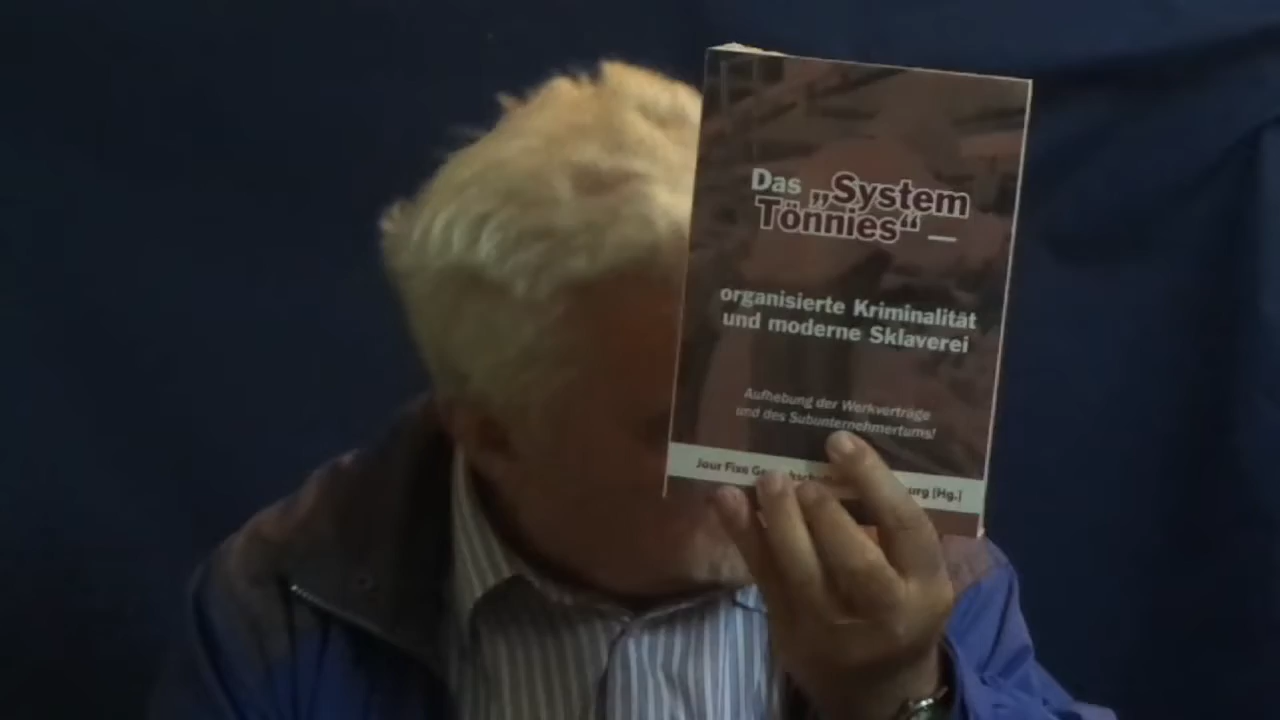 Das „System
Tönnies“ —
organisierte Kriminalität
und moderne Sklaverei
Aufhebung der Werkverträge
und des Subunternehmertums!
Jour Fixe (Hg.)